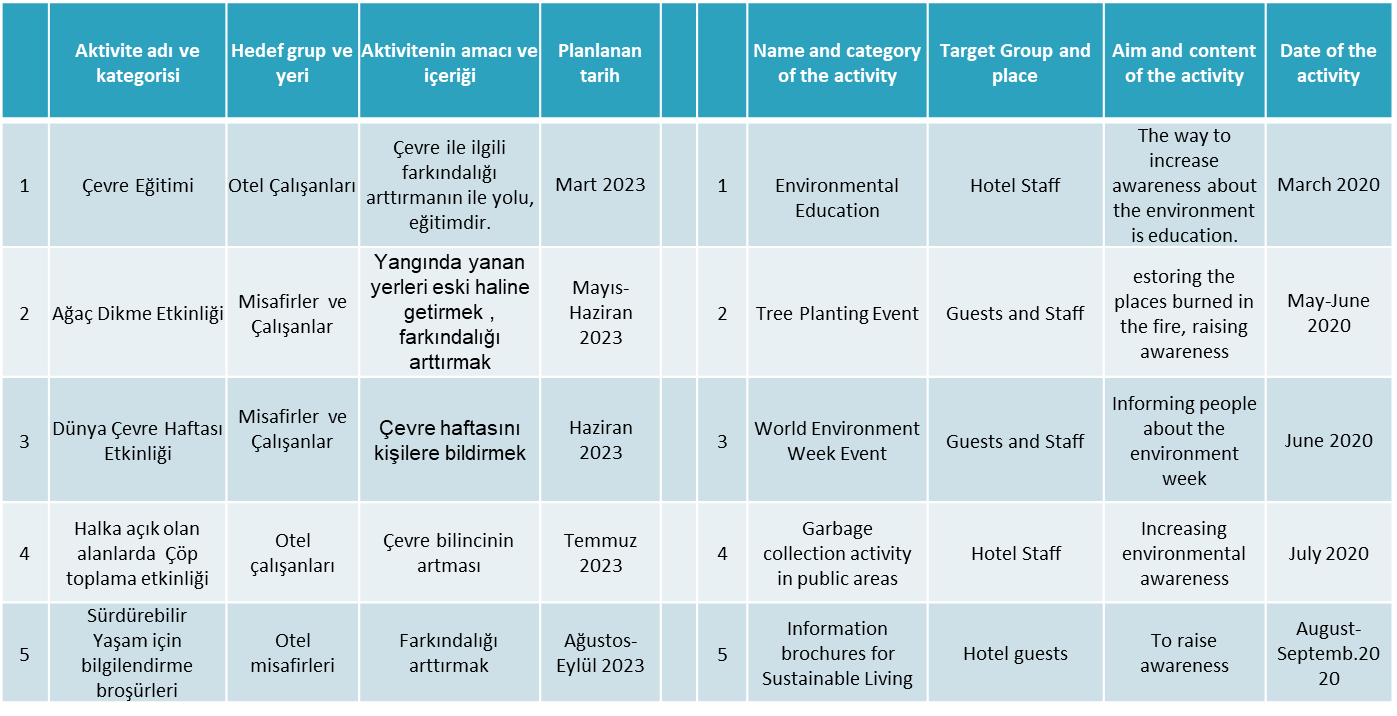 Aktivite adı ve
kategorisi
Hedef grup ve
yeri
Aktivitenin amacı ve
içeriği
Planlanan
tarih
Name and category
of the activity
Target Group and
place
Aim and content
of the activity
Date of the
activity
1
Çevre Eğitimi
Otel Çalışanları
Çevre ile ilgili
farkındalığı
arttırmanın ile yolu,
eğitimdir.
Mart 2023
1
Environmental
Education
Hotel Staff
The way to
increase
awareness about
the environment
is education.
March 2020
2
Ağaç Dikme Etkinliği
Misafirler ve
Çalışanlar
Yangında yanan
yerleri eski haline
getirmek ,
farkındalığı
arttırmak
Mayıs-
Haziran
2023
2
Tree Planting Event
Guests and Staff
estoring the
places burned in
the fire, raising
awareness
May-June
2020
3
Dünya Çevre Haftası
Etkinliği
Misafirler ve
Çalışanlar
Çevre haftasını
kişilere bildirmek
Haziran
2023
3
World Environment
Week Event
Guests and Staff
Informing people
about the
environment
week
June 2020
4
Halka açık olan
alanlarda Çöp
toplama etkinliği
Otel
çalışanları
Çevre bilincinin
artması
Temmuz
2023
4
Garbage
collection activity
in public areas
Hotel Staff
Increasing
environmental
awareness
July 2020
5
Sürdürebilir
Yaşam için
bilgilendirme
broşürleri
Otel
misafirleri
Farkındalığı
arttırmak
Ağustos-
Eylül 2023
5
Information
brochures for
Sustainable Living
Hotel guests
To raise
awareness
August-
Septemb.20
20